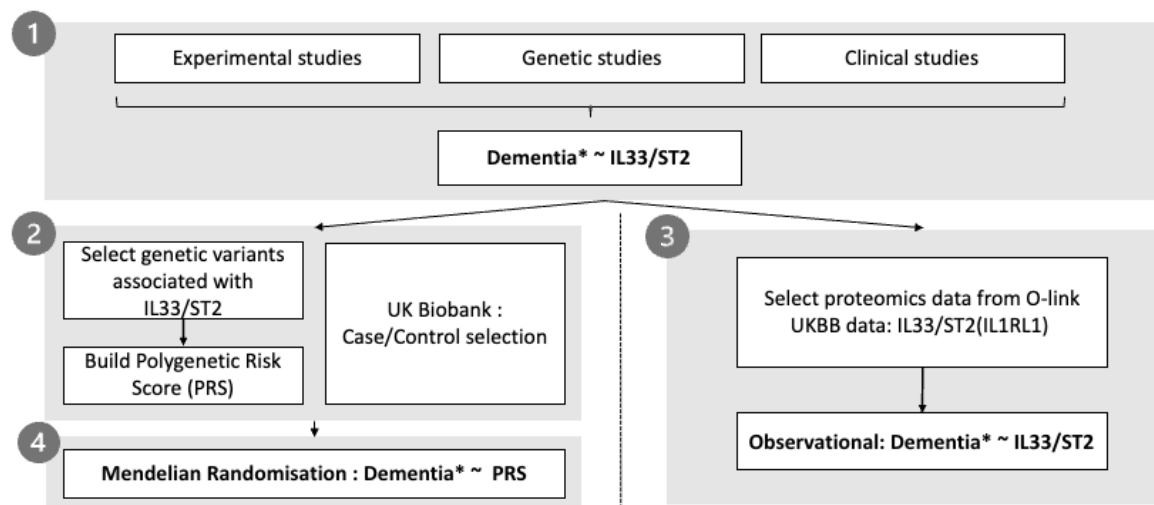 1
Experimental studies
Genetic studies
Clinical studies
Dementia* ~ IL33/ST2
2
Select genetic variants
associated with
IL33/ST2
Build Polygenetic Risk
Score (PRS)
UK Biobank :
Case/Control selection
3
Select proteomics data from O-link
UKBB data: IL33/ST2(IL1RL1)
Observational: Dementia* ~ IL33/ST2
4
Mendelian Randomisation : Dementia* ~ PRS